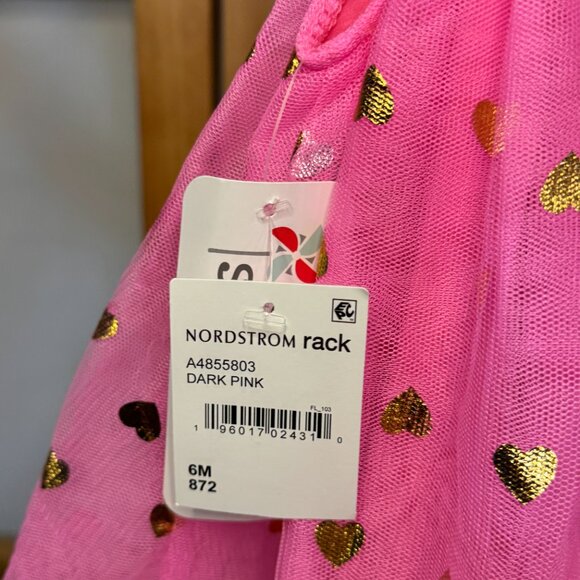 S
NORDSTROM rack
A4855803
DARK PINK
FL_103
1 96017 02431 0
6M
872